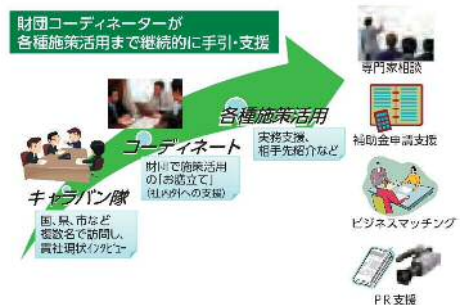 財団コーディネーターが
各種施策活用まで継続的に手引・支援
専門家相談
各種施策活用
実務支援、
相手先紹介など
補助金申請支援
コーディネート
財団で施策活用
の「お膳立て」
(社内外への支援)
キャラバン隊
国、県、市など
複数名で訪問し、
貴社現状インタビュー
ビジネスマッチング
PR支援